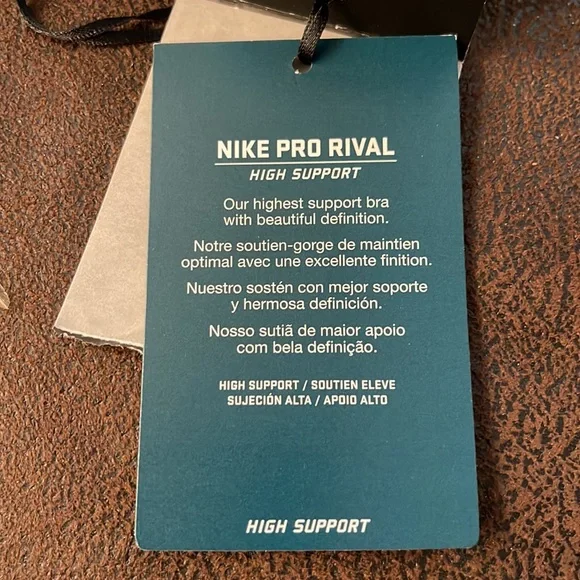 NIKE PRO RIVAL
HIGH SUPPORT
Our highest support bra
with beautiful definition.
Notre soutien-gorge de maintien
optimal avec une excellente finition.
Nuestro sostén con mejor soporte
y hermosa definición.
Nosso sutiã de maior apoio
com bela definição.
HIGH SUPPORT / SOUTIEN ELEVE
SUJECIÓN ALTA / APOIO ALTO
HIGH SUPPORT